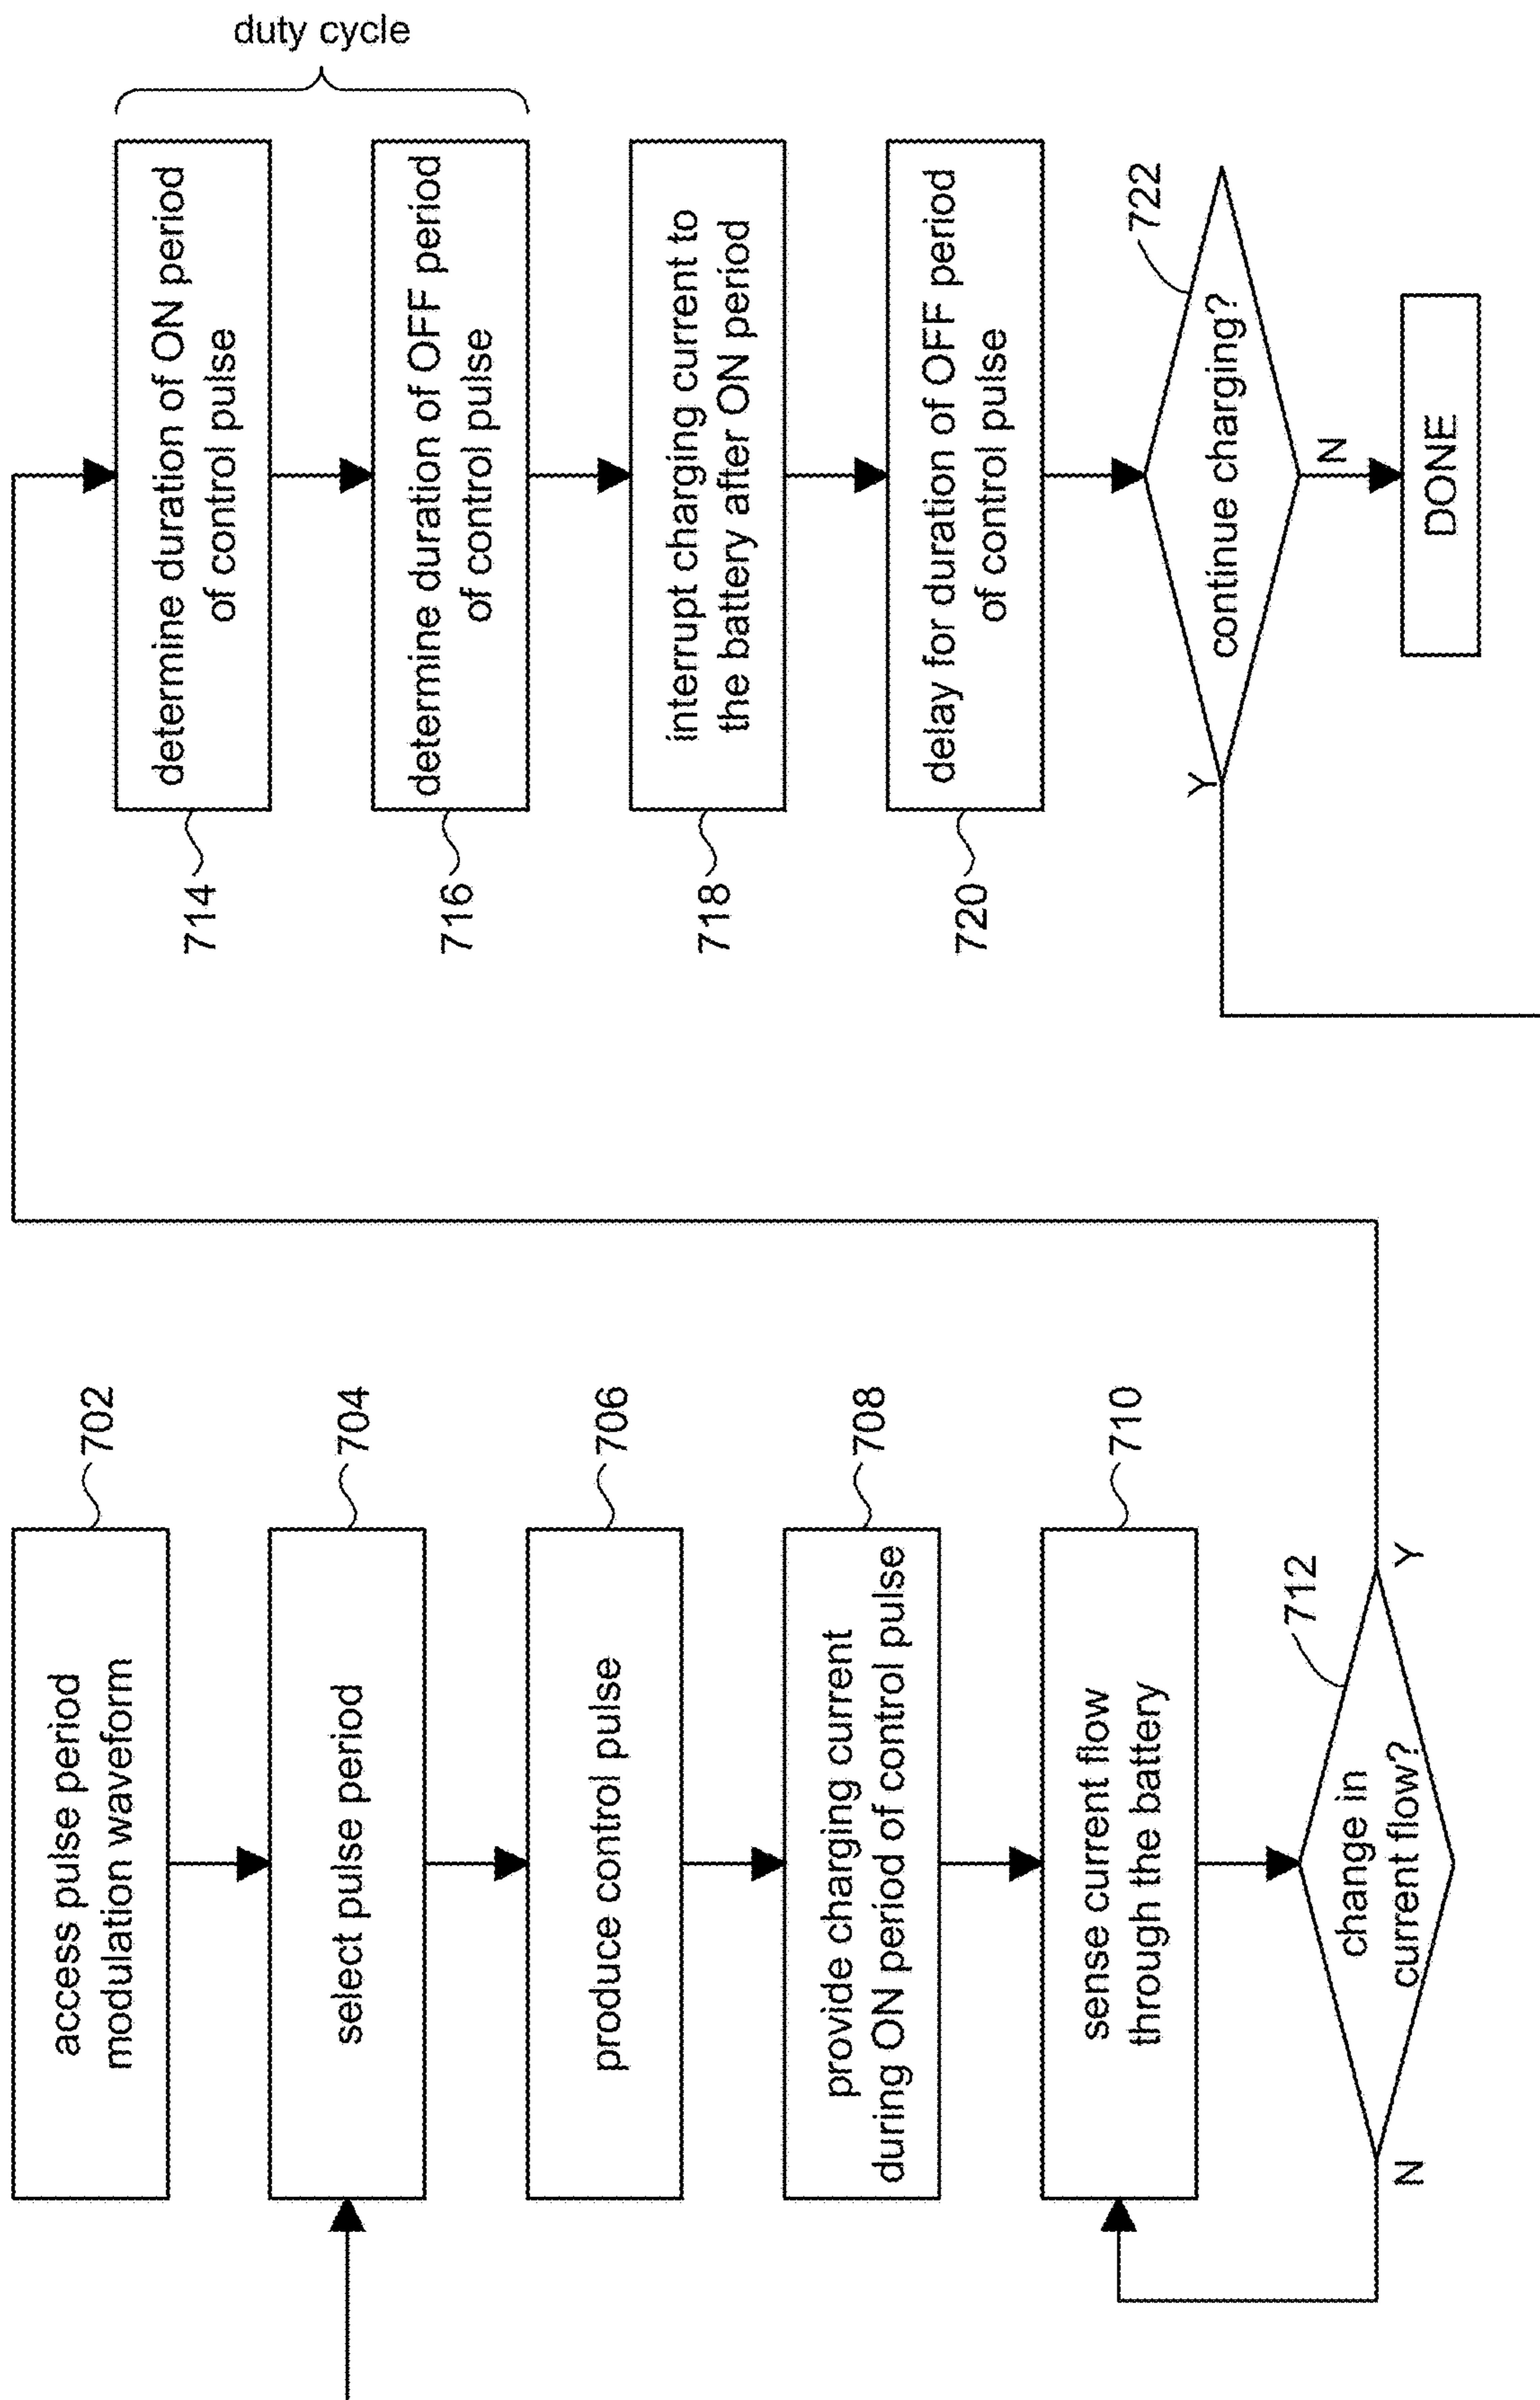 access pulse period
modulation waveform
702
select pulse period
704
produce control pulse
706
provide charging current
during ON period of control pulse
708
sense current flow
through the battery
710
change in
current flow?
712
N
Y
duty cycle
determine duration of ON period
of control pulse
714
determine duration of OFF period
of control pulse
716
interrupt charging current to
the battery after ON period
718
delay for duration of OFF period
of control pulse
720
continue charging?
722
Y
N
DONE